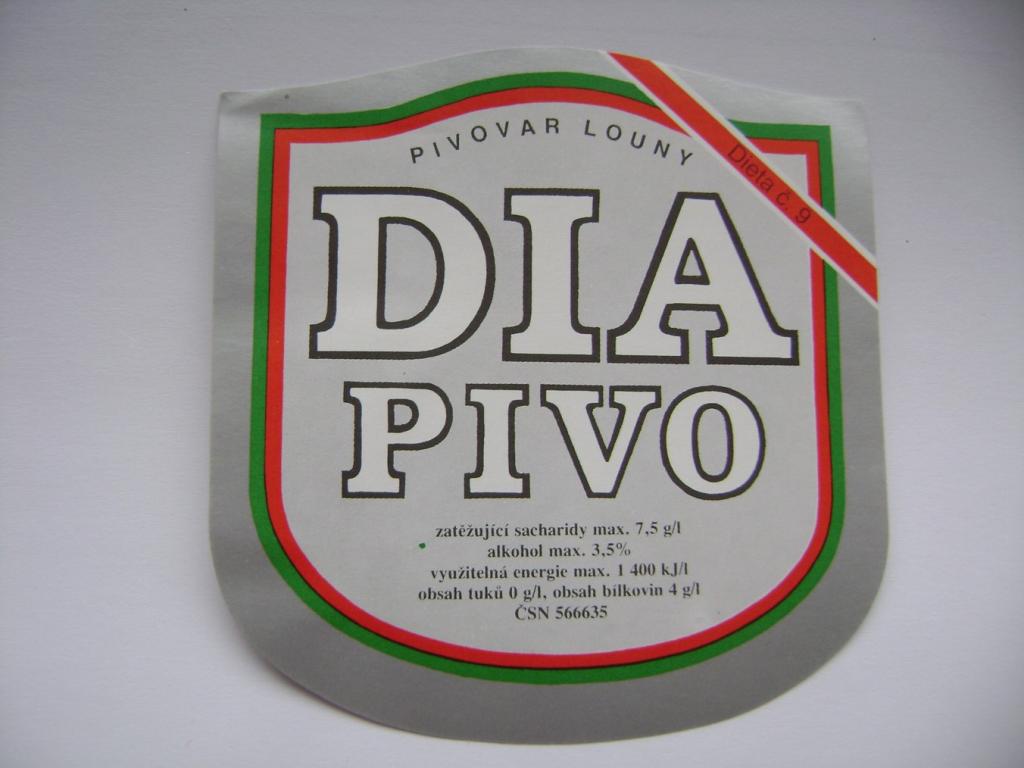 PIVOVAR LOUNY
Dieta č. 9
DIA
PIVO
zatěžující sacharidy max. 7,5 g/l
alkohol max. 3,5%
využitelná energie max. 1 400 kJ/l
obsah tuků 0 g/l, obsah bílkovin 4 g/l
ČSN 566635